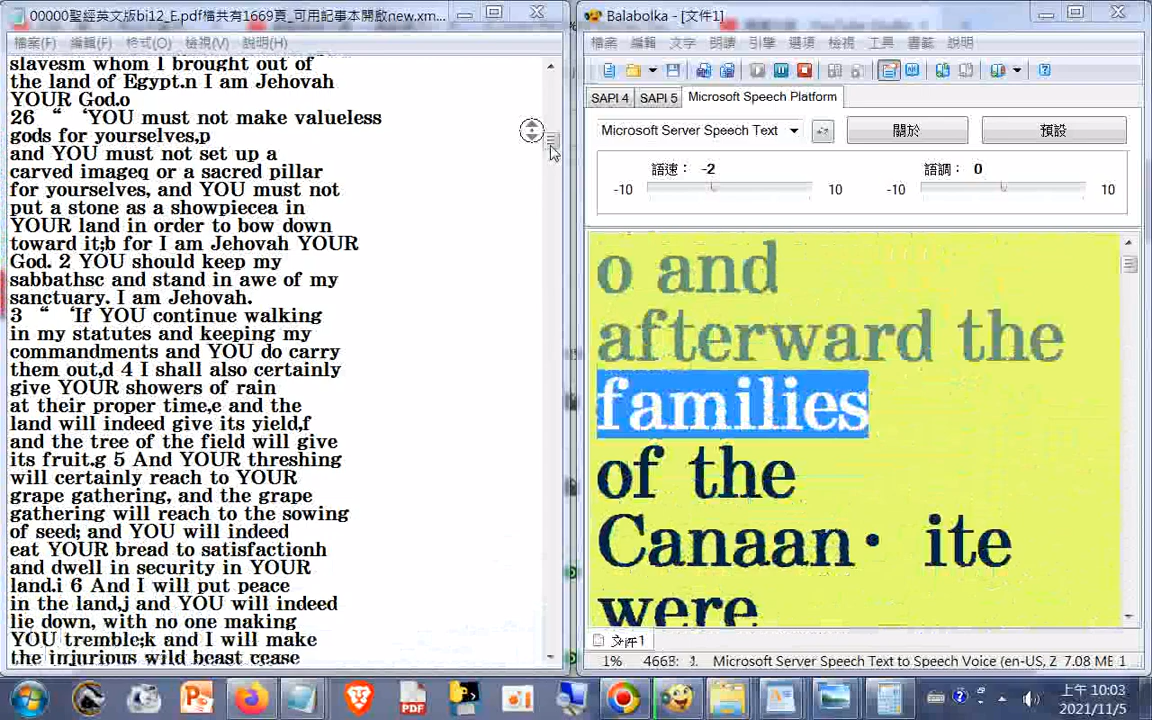 00000聖經英文版bi12_E.pdf檔共有1669頁_可用記事本開啟new.xm...
檔案(F) 編輯(E) 格式(O) 檢視(V) 說明(H)
slavesm whom I brought out of
the land of Egypt.n I am Jehovah
YOUR God.o
26 “ ‘YOU must not make valueless
gods for yourselves,p
and YOU must not set up a
carved imageq or a sacred pillar
for yourselves, and YOU must not
put a stone as a showpiecea in
YOUR land in order to bow down
toward it;b for I am Jehovah YOUR
God. 2 YOU should keep my
sabbathsc and stand in awe of my
sanctuary. I am Jehovah.
3 “ ‘If YOU continue walking
in my statutes and keeping my
commandments and YOU do carry
them out,d 4 I shall also certainly
give YOUR showers of rain
at their proper time,e and the
land will indeed give its yield,f
and the tree of the field will give
its fruit.g 5 And YOUR threshing
will certainly reach to YOUR
grape gathering, and the grape
gathering will reach to the sowing
of seed; and YOU will indeed
eat YOUR bread to satisfactionh
and dwell in security in YOUR
land.i 6 And I will put peace
in the land,j and YOU will indeed
lie down, with no one making
YOU tremble;k and I will make
the injurious wild beast cease
Balabolka - [文件1]
檔案 編輯 文字 朗讀 引擎 選項 檢視 工具 書籤 說明
SAPI 4 SAPI 5 Microsoft Speech Platform
Microsoft Server Speech Text 關於 預設
語速： -2 語調： 0
-10 10 -10 10
o and
afterward the
families
of the
Canaan· ite
were
文件1
1% Microsoft Server Speech Text to Speech Voice (en-US, Z 7.08 ME 1
PDF
上午 10:03
2021/11/5